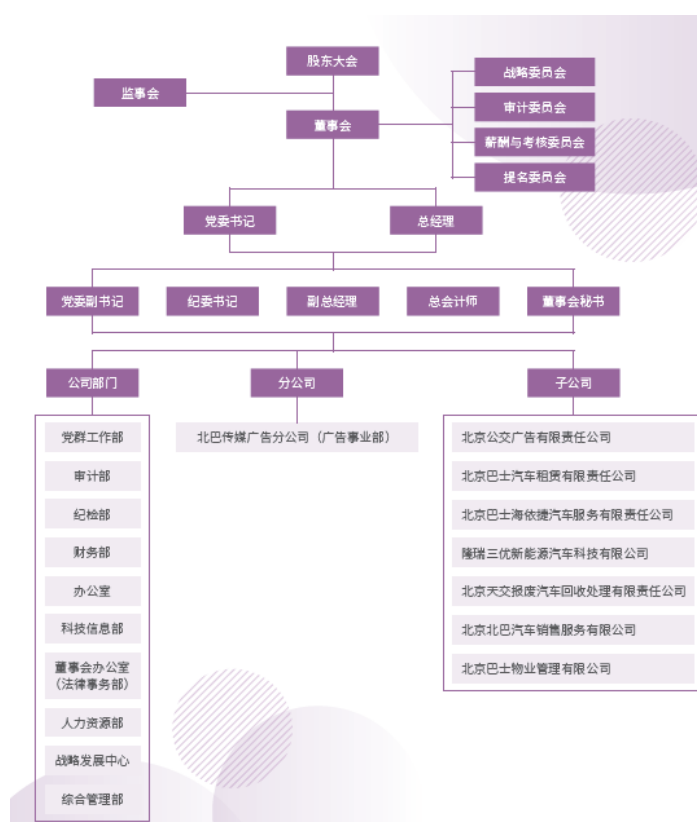 股东大会
监事会
董事会
战略委员会
审计委员会
薪酬与考核委员会
提名委员会
党委书记
总经理
党委副书记
纪委书记
副总经理
总会计师
董事会秘书
公司部门
分公司
子公司
党群工作部
审计部
纪检部
财务部
办公室
科技信息部
董事会办公室
（法律事务部）
人力资源部
战略发展中心
综合管理部
北巴传媒广告分公司（广告事业部）
北京公交广告有限责任公司
北京巴士汽车租赁有限责任公司
北京巴士海依捷汽车服务有限责任公司
隆瑞三优新能源汽车科技有限公司
北京天交报废汽车回收处理有限责任公司
北京北巴汽车销售服务有限公司
北京巴士物业管理有限公司